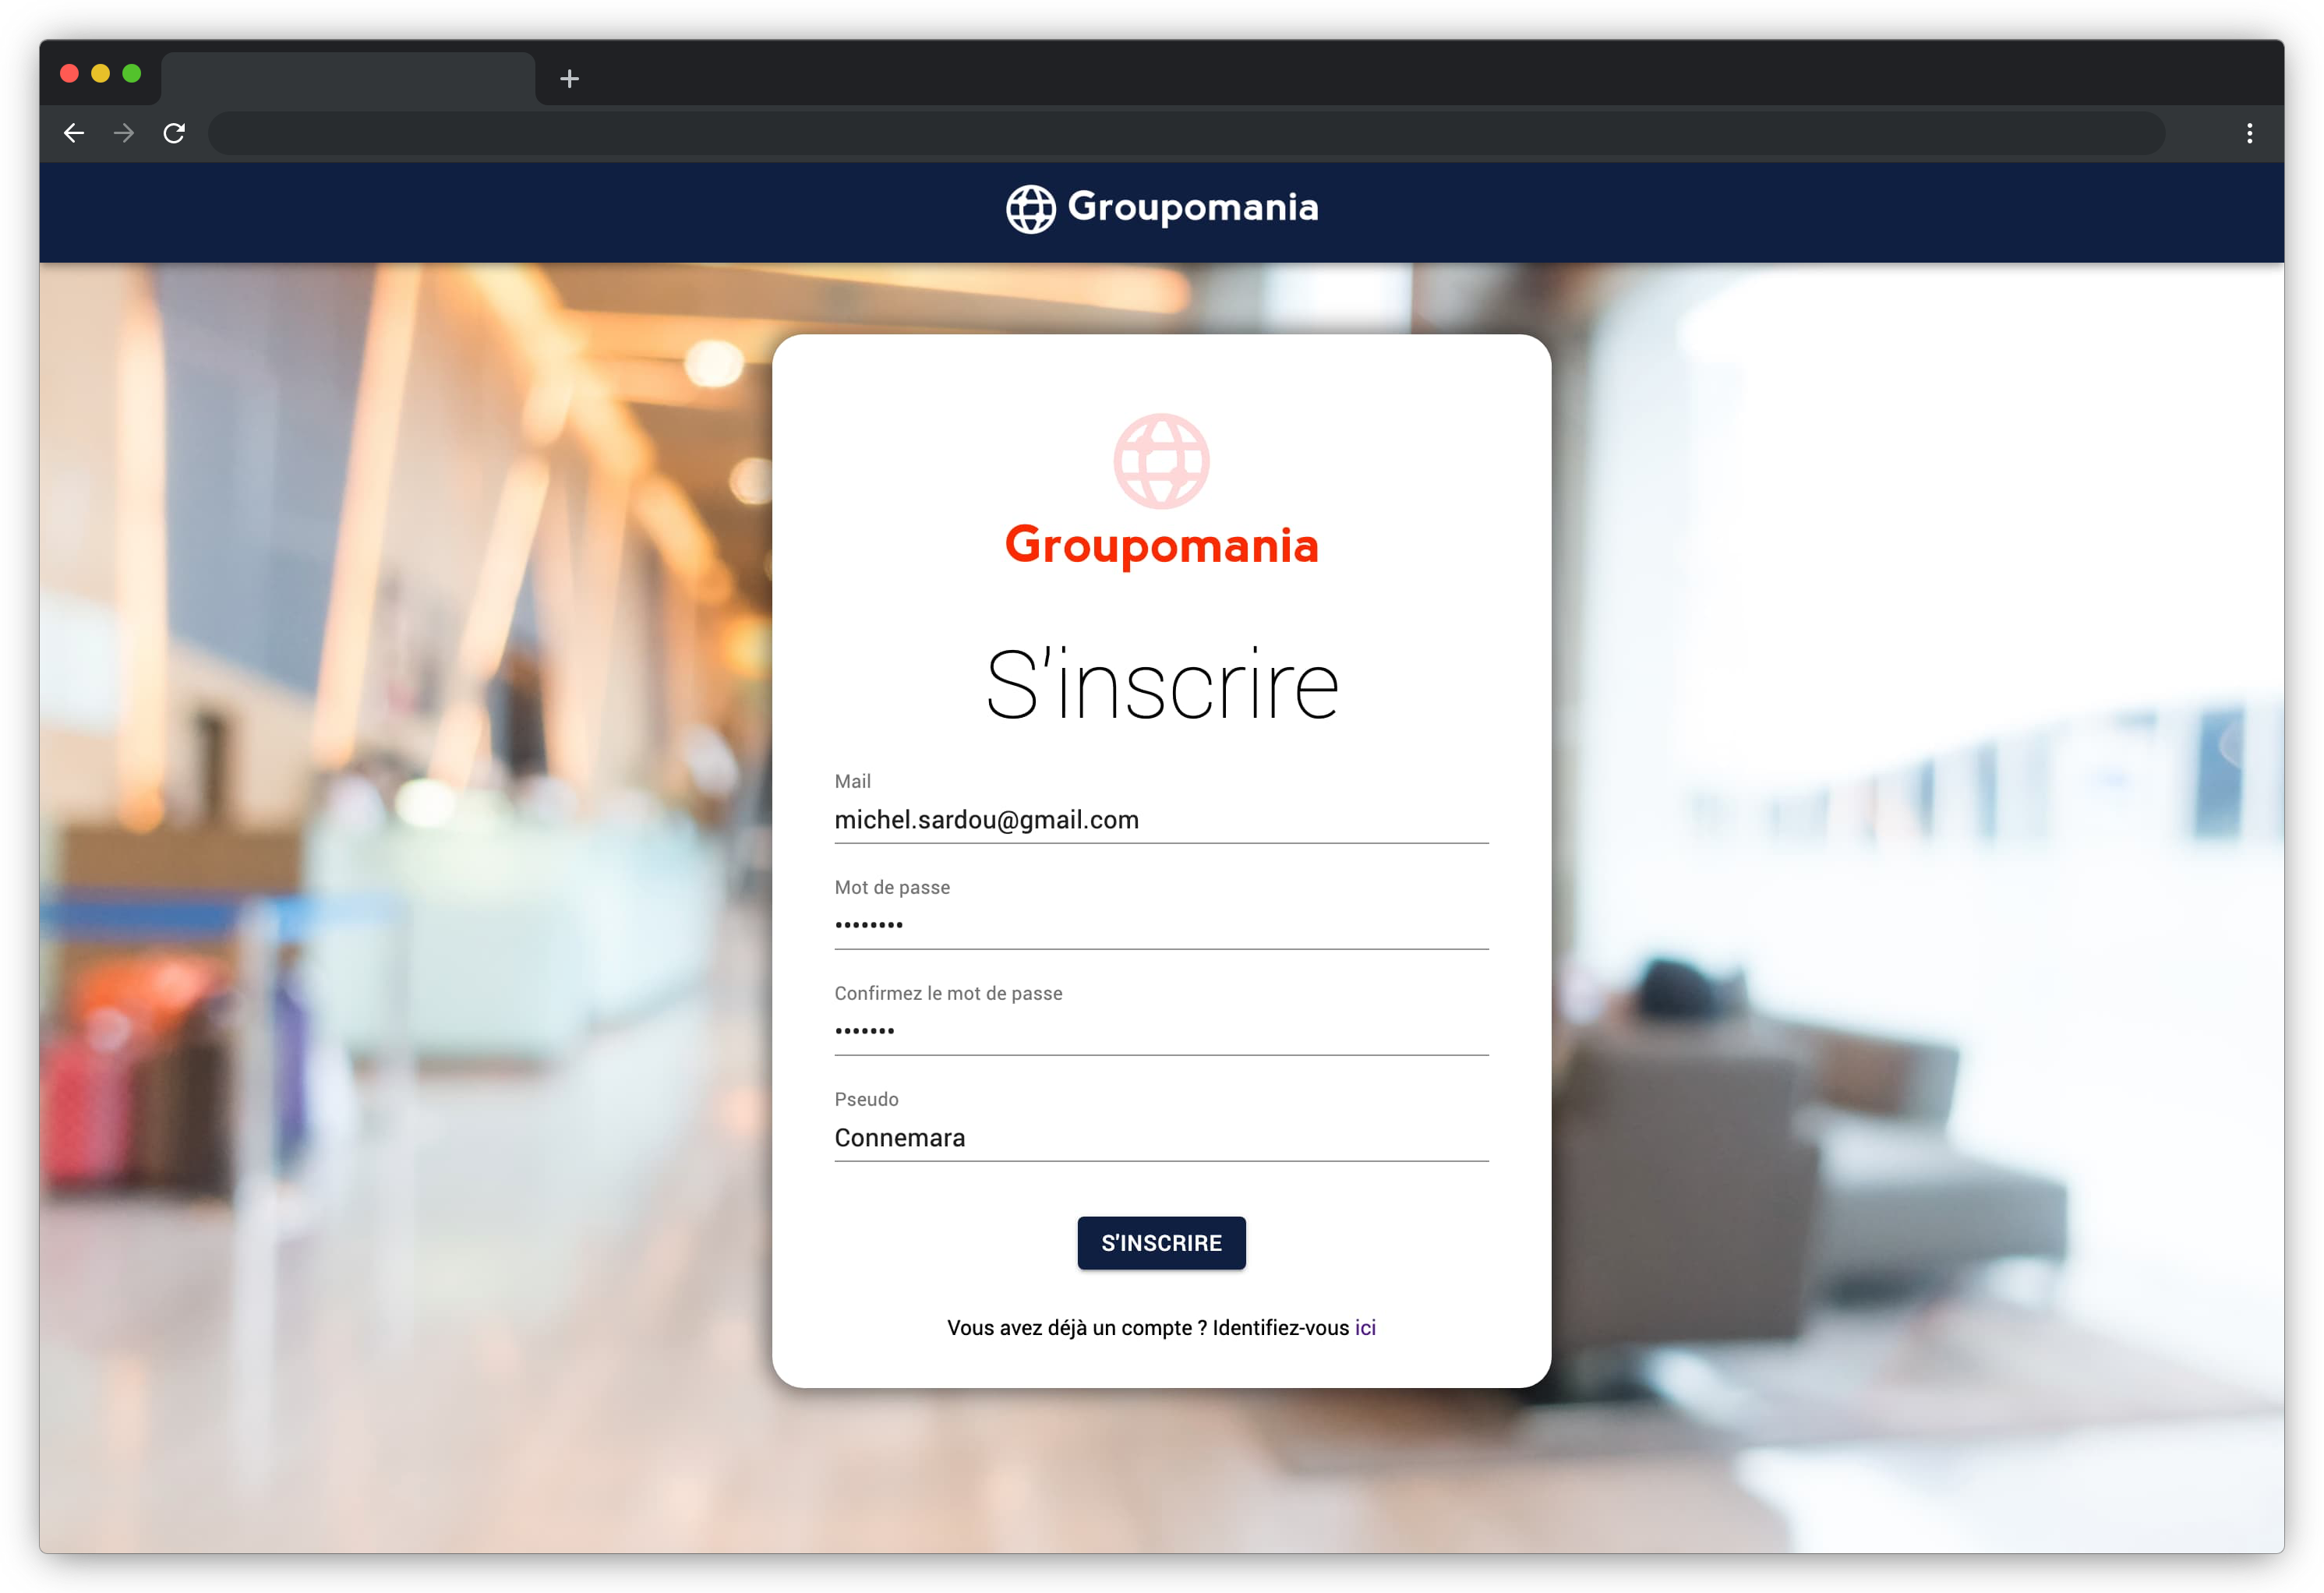 Groupomania
Groupomania
S'inscrire
Mail
michel.sardou@gmail.com
Mot de passe
••••••••
Confirmez le mot de passe
•••••••
Pseudo
Connemara
S'INSCRIRE
Vous avez déjà un compte ? Identifiez-vous ici